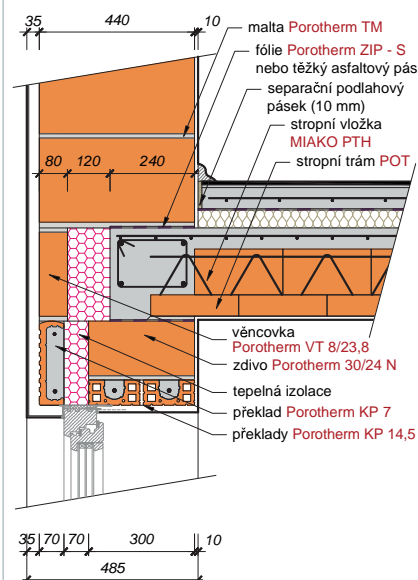 35 440 10
malta Porotherm TM
fólie Porotherm ZIP - S
nebo těžký asfaltový pás
separační podlahový
pásek (10 mm)
stropní vložka
MIAKO PTH
stropní trám POT
80 120 240
věncovka
Porotherm VT 8/23,8
zdivo Porotherm 30/24 N
tepelná izolace
překlad Porotherm KP 7
překlady Porotherm KP 14,5
35 70 70 300 10
485